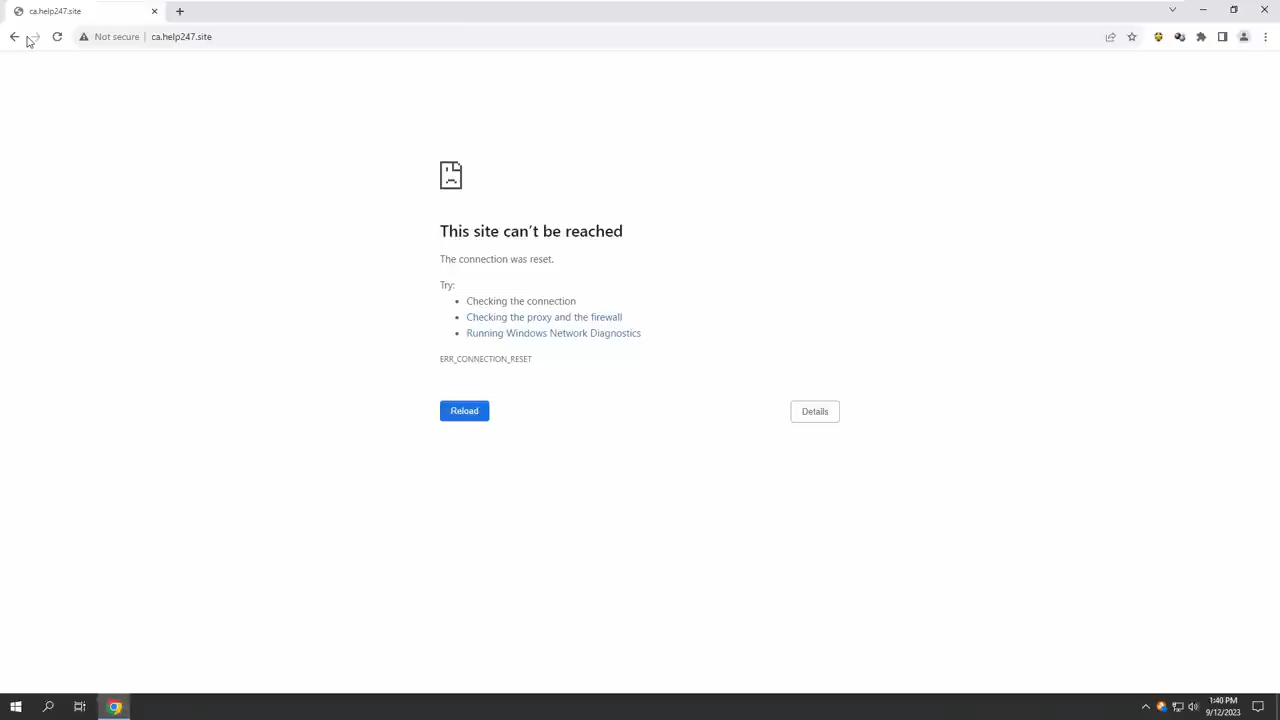 ca.help247.site
Not secure
ca.help247.site
This site can't be reached
The connection was reset.
Try:
• Checking the connection
• Checking the proxy and the firewall
• Running Windows Network Diagnostics
ERR_CONNECTION_RESET
Reload
Details
1:40 PM
9/12/2023